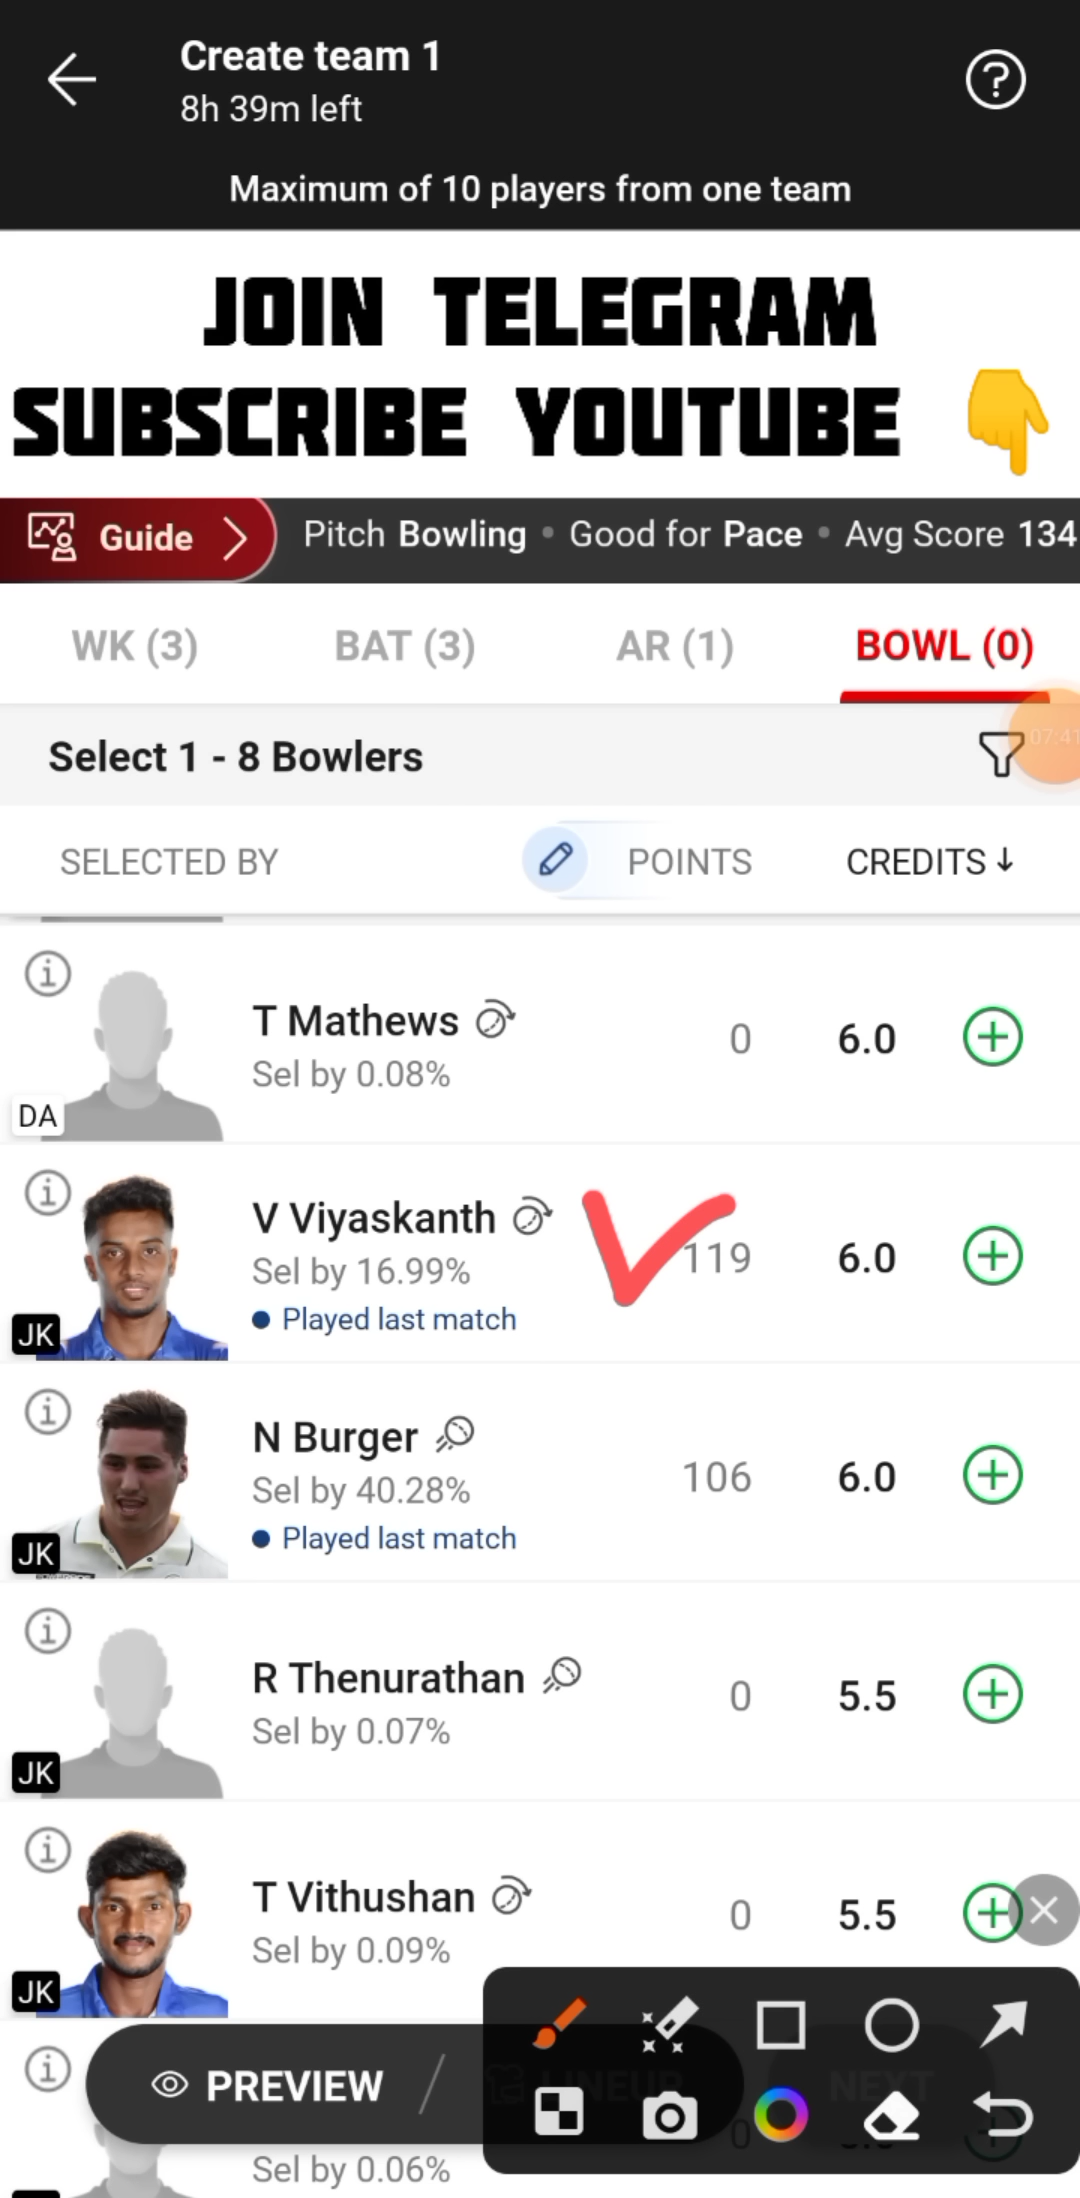 Create team 1
8h 39m left
Maximum of 10 players from one team
JOIN TELEGRAM
SUBSCRIBE YOUTUBE
Guide Pitch Bowling • Good for Pace • Avg Score 134
WK (3) BAT (3) AR (1) BOWL (0)
Select 1 - 8 Bowlers
07:41
SELECTED BY POINTS CREDITS ↓
T Mathews 0 6.0
Sel by 0.08%
DA
V Viyaskanth 119 6.0
Sel by 16.99%
• Played last match
JK
N Burger 106 6.0
Sel by 40.28%
• Played last match
JK
R Thenurathan 0 5.5
Sel by 0.07%
JK
T Vithushan 0 5.5
Sel by 0.09%
JK
PREVIEW / LINEUP NEXT
0
Sel by 0.06%